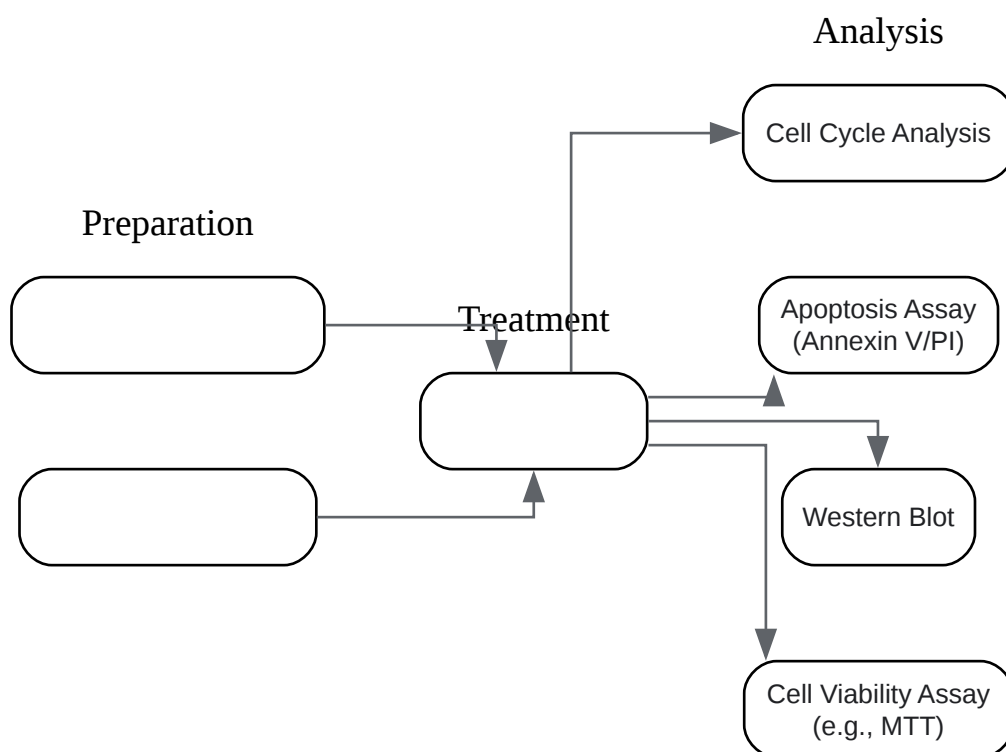 Analysis
Cell Cycle Analysis
Preparation
Treatment
Apoptosis Assay
(Annexin V/PI)
Western Blot
Cell Viability Assay
(e.g., MTT)